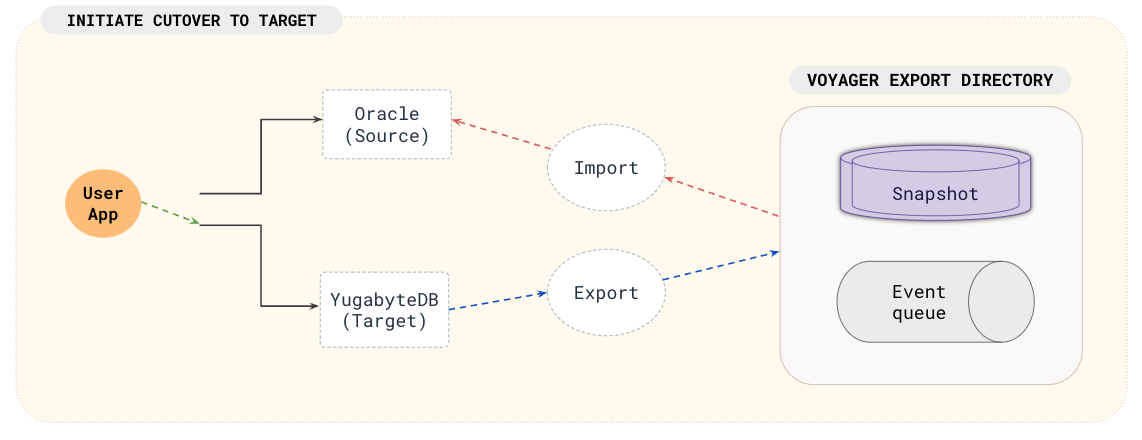 INITIATE CUTOVER TO TARGET
VOYAGER EXPORT DIRECTORY
Oracle
(Source)
Import
Snapshot
User
App
YugabyteDB
(Target)
Export
Event
queue